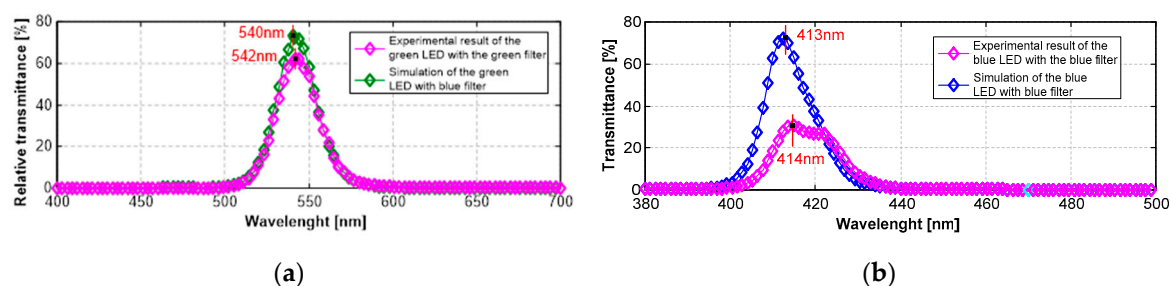 80
60
40
20
0
Relative transmittance [%]
540nm
542nm
Experimental result of the
green LED with the green filter
Simulation of the green
LED with blue filter
400 450 500 550 600 650 700
Wavelenght [nm]
(a)
80
60
40
20
0
Transmittance [%]
413nm
414nm
Experimental result of the
blue LED with the blue filter
Simulation of the blue
LED with blue filter
380 400 420 440 460 480 500
Wavelenght [nm]
(b)